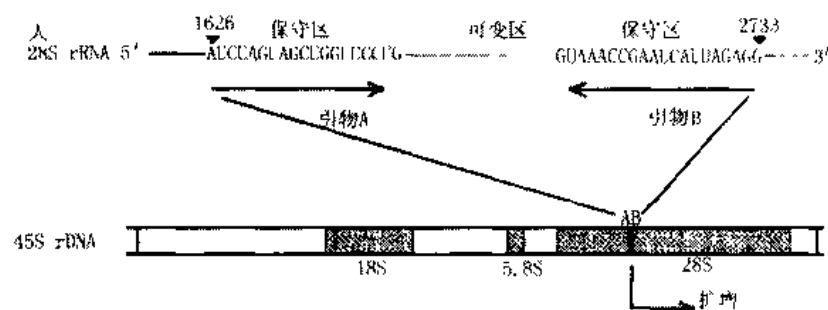 1626 保守区 保守区 2733
人
28S rRNA 5' 可变区 3'
引物A 引物B
AB
45S rDNA
18S 5.8S 28S
扩增